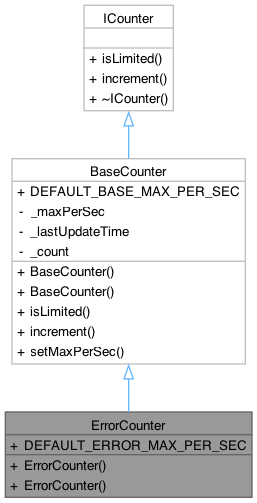 ICounter
+ isLimited()
+ increment()
+ ~ICounter()
BaseCounter
+ DEFAULT_BASE_MAX_PER_SEC
- _maxPerSec
- _lastUpdateTime
- _count
+ BaseCounter()
+ BaseCounter()
+ isLimited()
+ increment()
+ setMaxPerSec()
ErrorCounter
+ DEFAULT_ERROR_MAX_PER_SEC
+ ErrorCounter()
+ ErrorCounter()